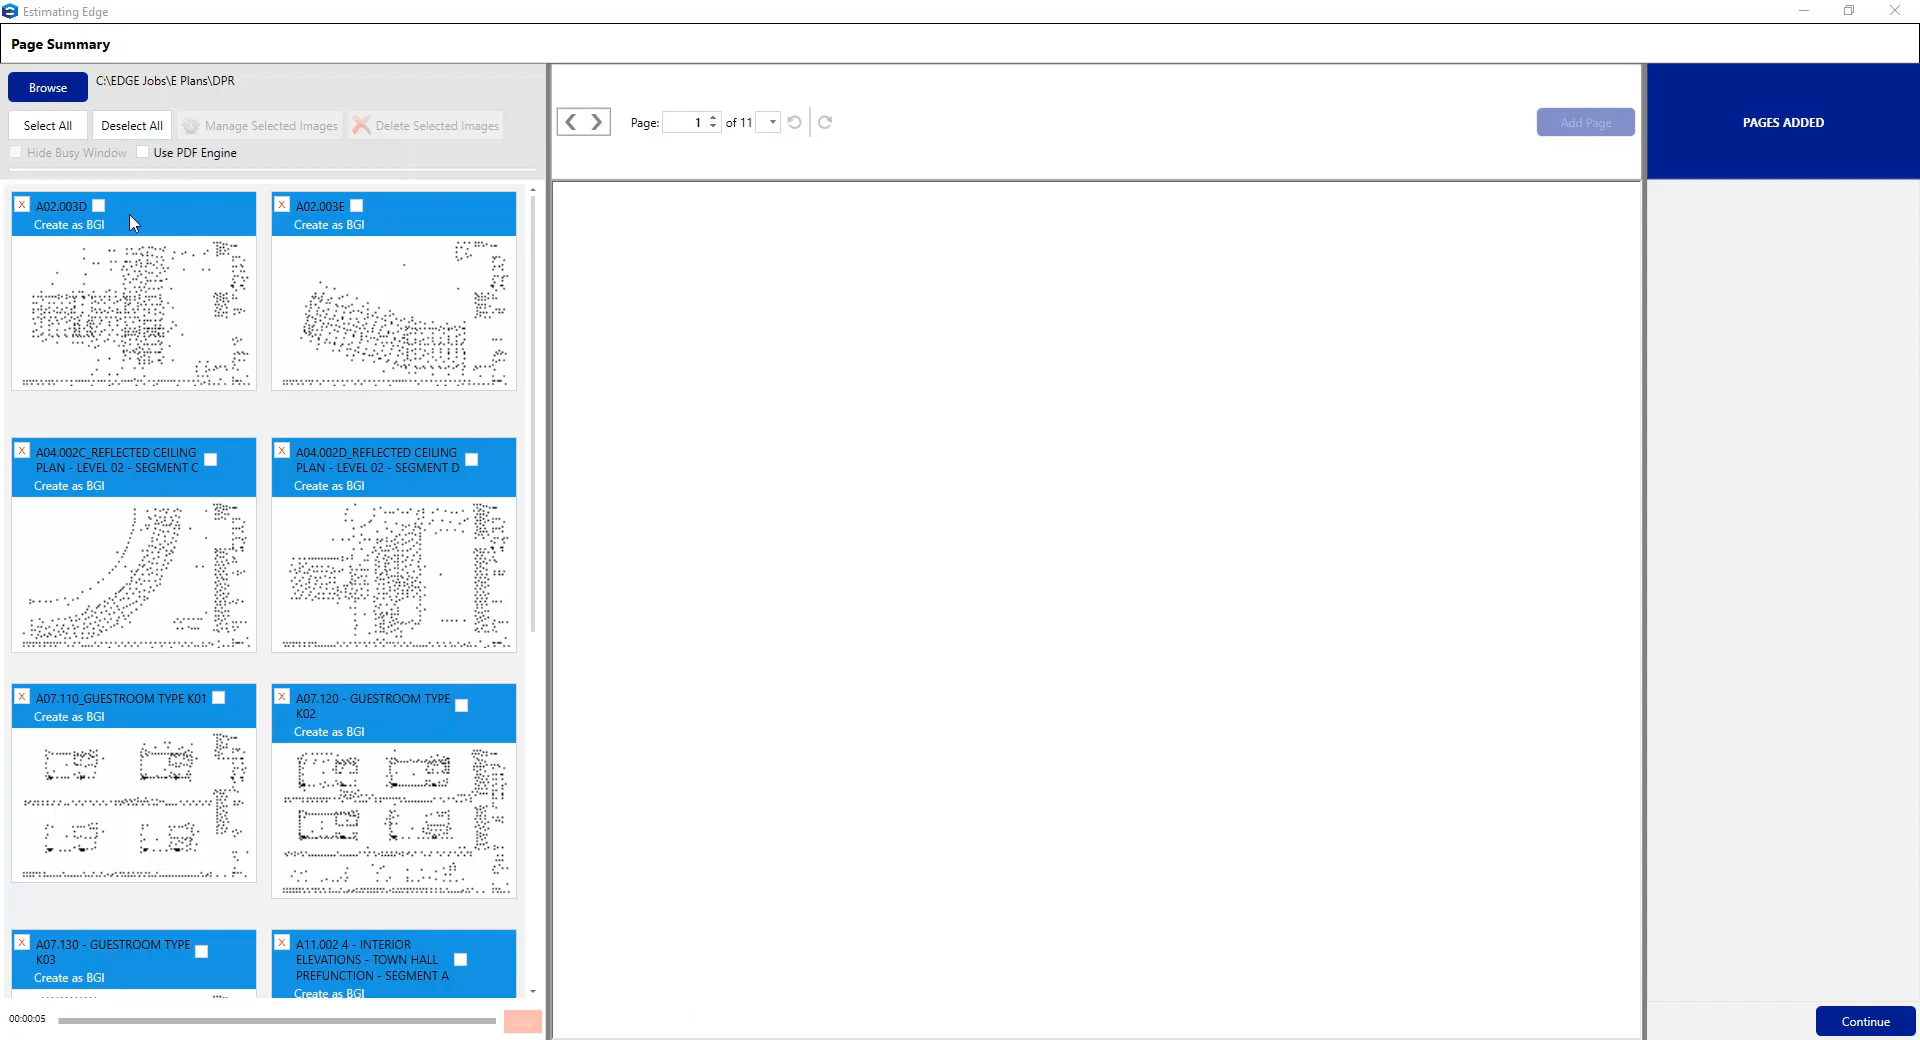 Estimating Edge
Page Summary
Browse
C:\EDGE Jobs\E Plans\DPR
Select All
Deselect All
Manage Selected Images
Delete Selected Images
Hide Busy Window
Use PDF Engine
Page: 1 of 11
Add Page
PAGES ADDED
X A02.003D
Create as BGI
X A02.003E
Create as BGI
X A04.002C_REFLECTED CEILING
PLAN - LEVEL 02 - SEGMENT C
Create as BGI
X A04.002D_REFLECTED CEILING
PLAN - LEVEL 02 - SEGMENT D
Create as BGI
X A07.110_GUESTROOM TYPE K01
Create as BGI
X A07.120 - GUESTROOM TYPE
K02
Create as BGI
X A07.130 - GUESTROOM TYPE
K03
Create as BGI
X A11.002 4 - INTERIOR
ELEVATIONS - TOWN HALL
PREFUNCTION - SEGMENT A
Create as BGI
00:00:05
Continue